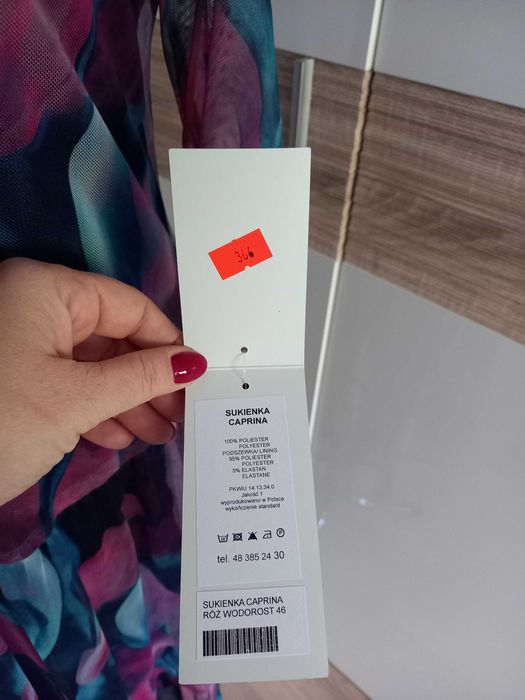 366
SUKIENKA
CAPRINA
100% POLIESTER
POLYESTER
PODSZEWKA/ LINING
95% POLIESTER
POLYESTER
5% ELASTAN
ELASTANE
PKWiU 14.13.34.0
Jakość 1
wyprodukowano w Polsce
wykończenie standard
tel. 48 385 24 30
SUKIENKA CAPRINA
RÓŻ WODOROST 46